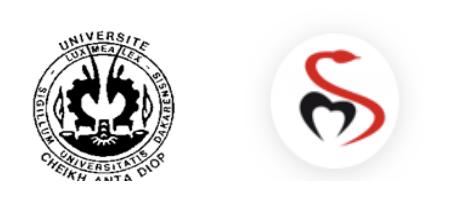 UNIVERSITE
LUX MEA LEX
SIGILLUM UNIVERSITATIS DAKARENSIS
CHEIKH ANTA DIOP